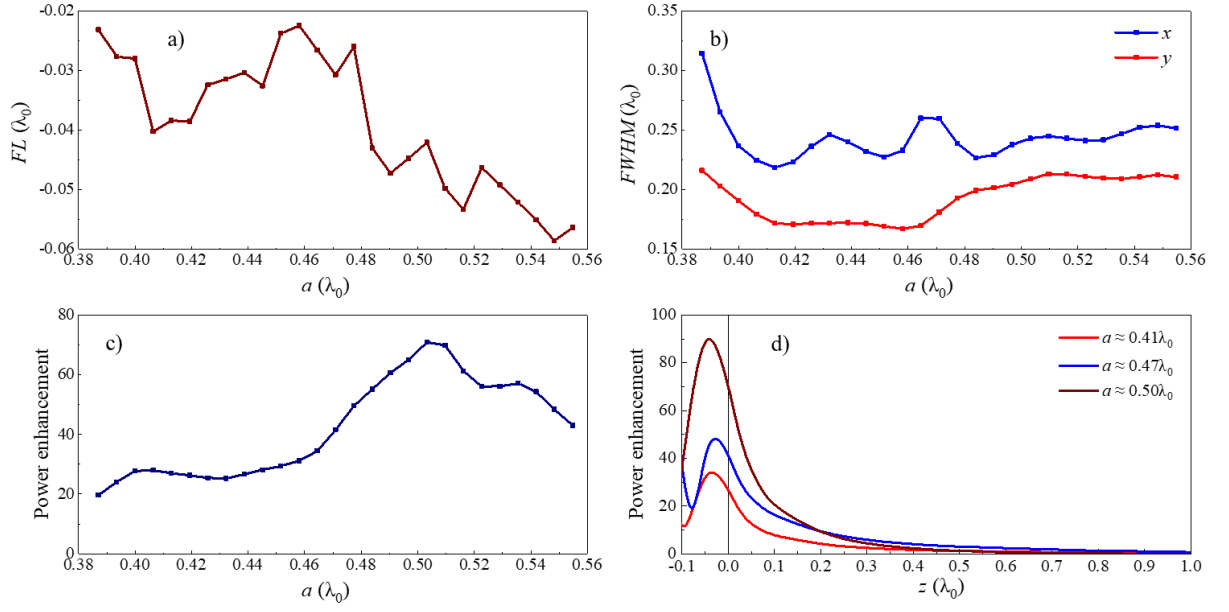 a)
FL (λ₀)
-0.02
-0.03
-0.04
-0.05
-0.06
0.38 0.40 0.42 0.44 0.46 0.48 0.50 0.52 0.54 0.56
a (λ₀)
b)
x
y
FWHM (λ₀)
0.35
0.30
0.25
0.20
0.15
0.38 0.40 0.42 0.44 0.46 0.48 0.50 0.52 0.54 0.56
a (λ₀)
c)
Power enhancement
80
60
40
20
0
0.38 0.40 0.42 0.44 0.46 0.48 0.50 0.52 0.54 0.56
a (λ₀)
d)
a ≈ 0.41λ₀
a ≈ 0.47λ₀
a ≈ 0.50λ₀
Power enhancement
100
80
60
40
20
0
-0.1 0.0 0.1 0.2 0.3 0.4 0.5 0.6 0.7 0.8 0.9 1.0
z (λ₀)